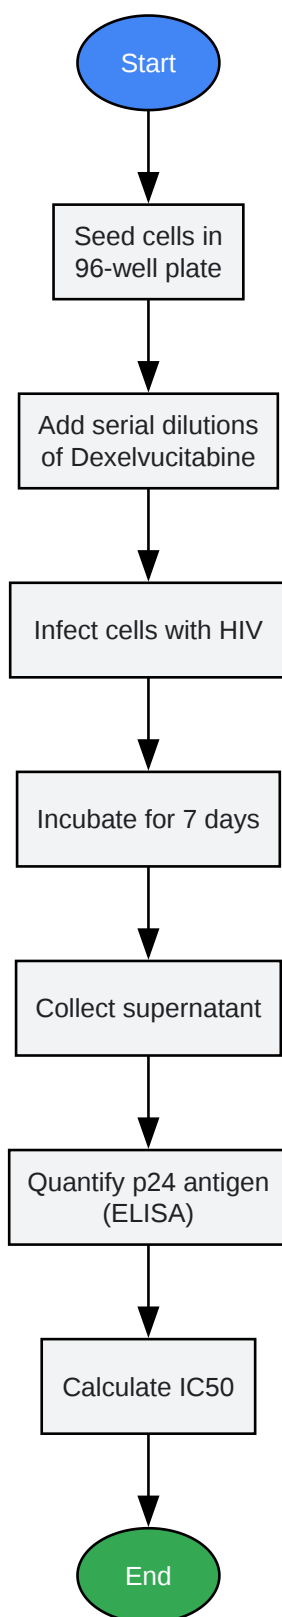 Start
Seed cells in
96-well plate
Add serial dilutions
of Dexelvucitabine
Infect cells with HIV
Incubate for 7 days
Collect supernatant
Quantify p24 antigen
(ELISA)
Calculate IC50
End